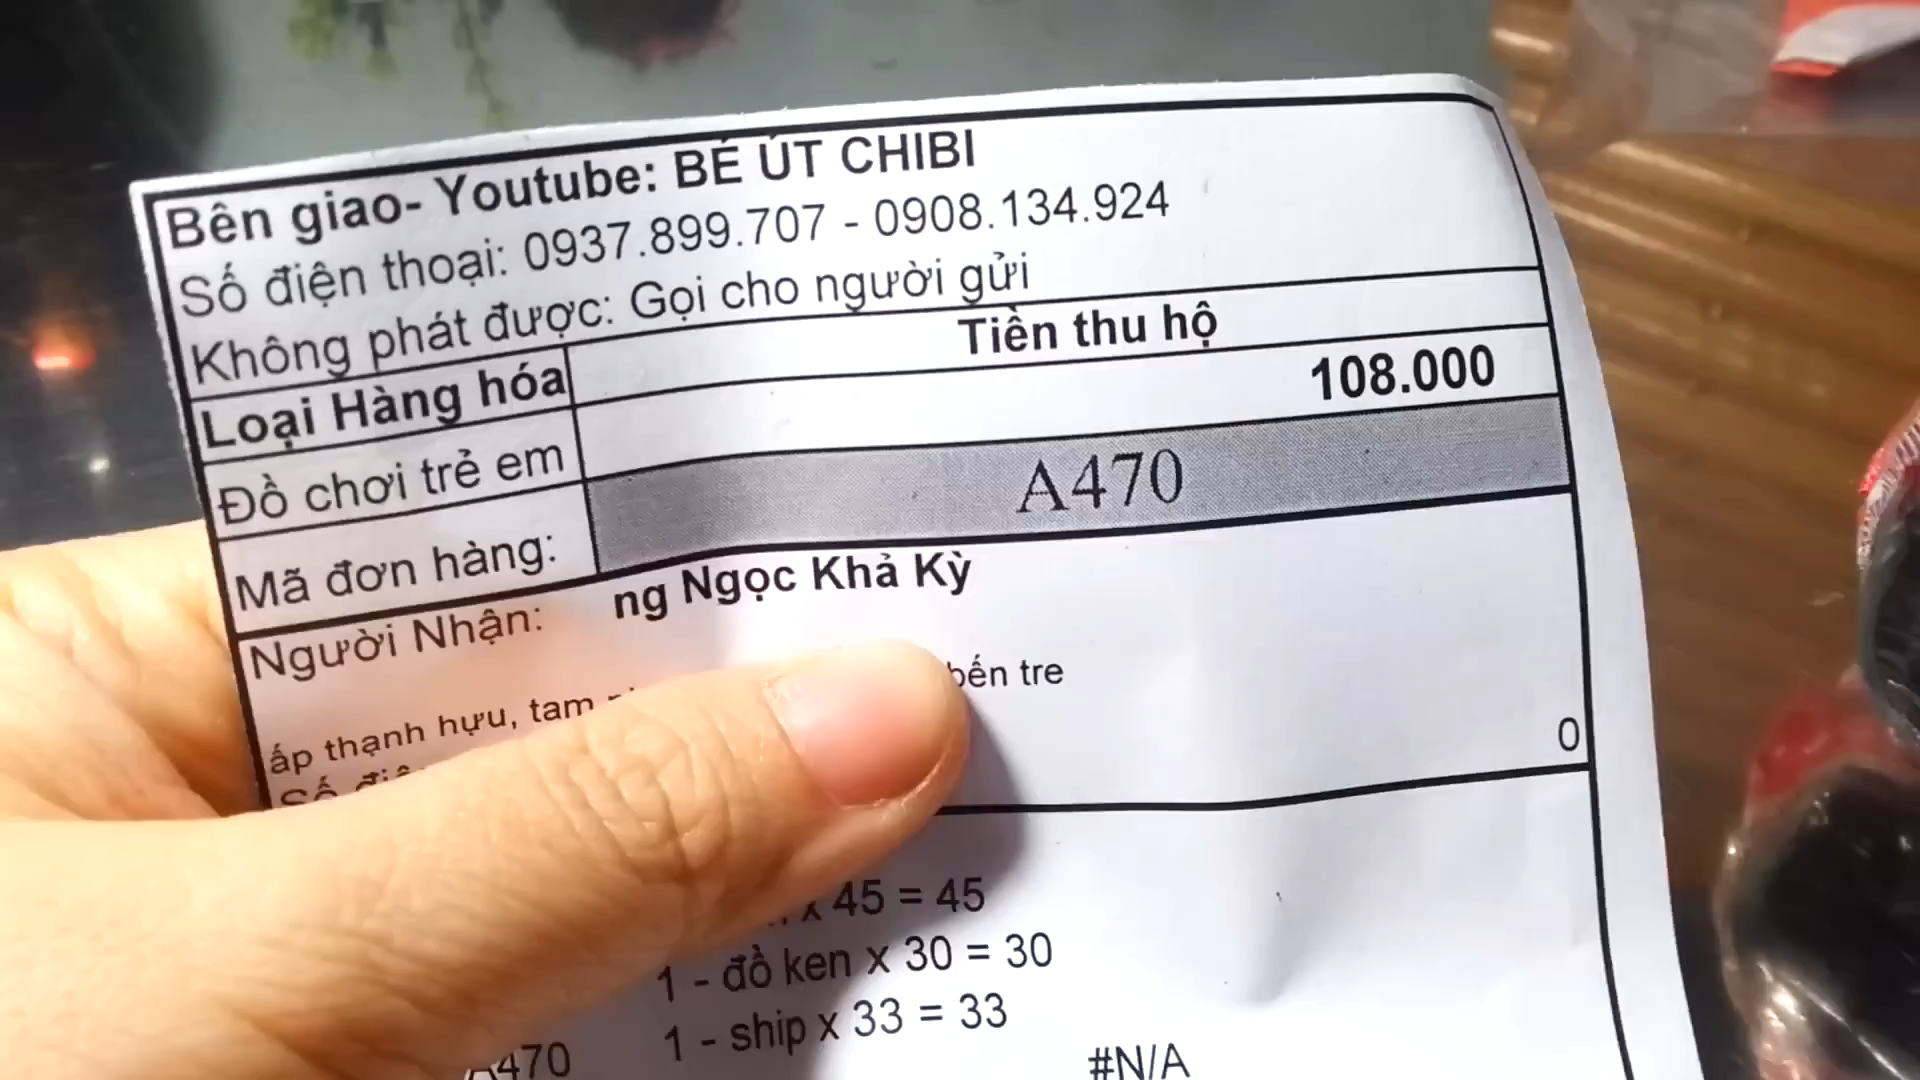 Bên giao- Youtube: BÉ ÚT CHIBI
Số điện thoại: 0937.899.707 - 0908.134.924
Không phát được: Gọi cho người gửi
Loại Hàng hóa Tiền thu hộ
Đồ chơi trẻ em 108.000
Mã đơn hàng: A470
Người Nhận: ng Ngọc Khả Kỳ
ấp thạnh hựu, tam bến tre
Số 0
x 45 = 45
1 - đồ ken x 30 = 30
1 - ship x 33 = 33
A470 #N/A